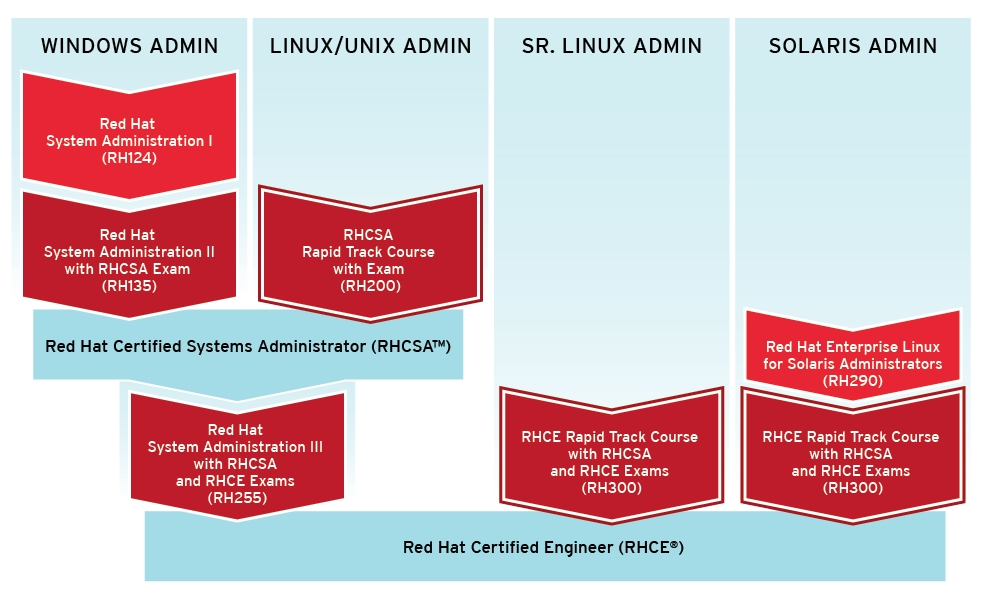 WINDOWS ADMIN
LINUX/UNIX ADMIN
SR. LINUX ADMIN
SOLARIS ADMIN
Red Hat
System Administration I
(RH124)
Red Hat
System Administration II
with RHCSA Exam
(RH135)
RHCSA
Rapid Track Course
with Exam
(RH200)
Red Hat Certified Systems Administrator (RHCSA™)
Red Hat Enterprise Linux
for Solaris Administrators
(RH290)
Red Hat
System Administration III
with RHCSA
and RHCE Exams
(RH255)
RHCE Rapid Track Course
with RHCSA
and RHCE Exams
(RH300)
RHCE Rapid Track Course
with RHCSA
and RHCE Exams
(RH300)
Red Hat Certified Engineer (RHCE®)